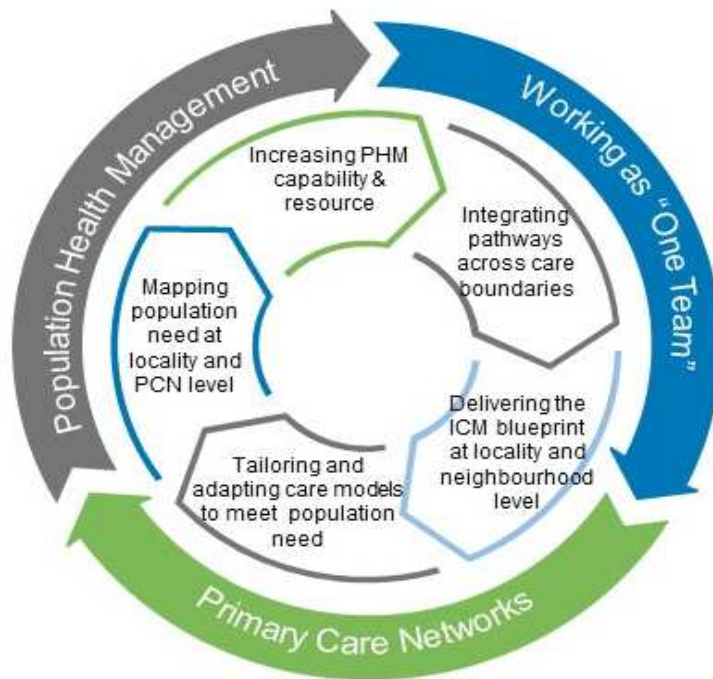 Population Health Management
Working as "One Team"
Primary Care Networks
Increasing PHM
capability &
resource
Integrating
pathways
across care
boundaries
Delivering the
ICM blueprint
at locality and
neighbourhood
level
Tailoring and
adapting care models
to meet population
need
Mapping
population
need at
locality and
PCN level